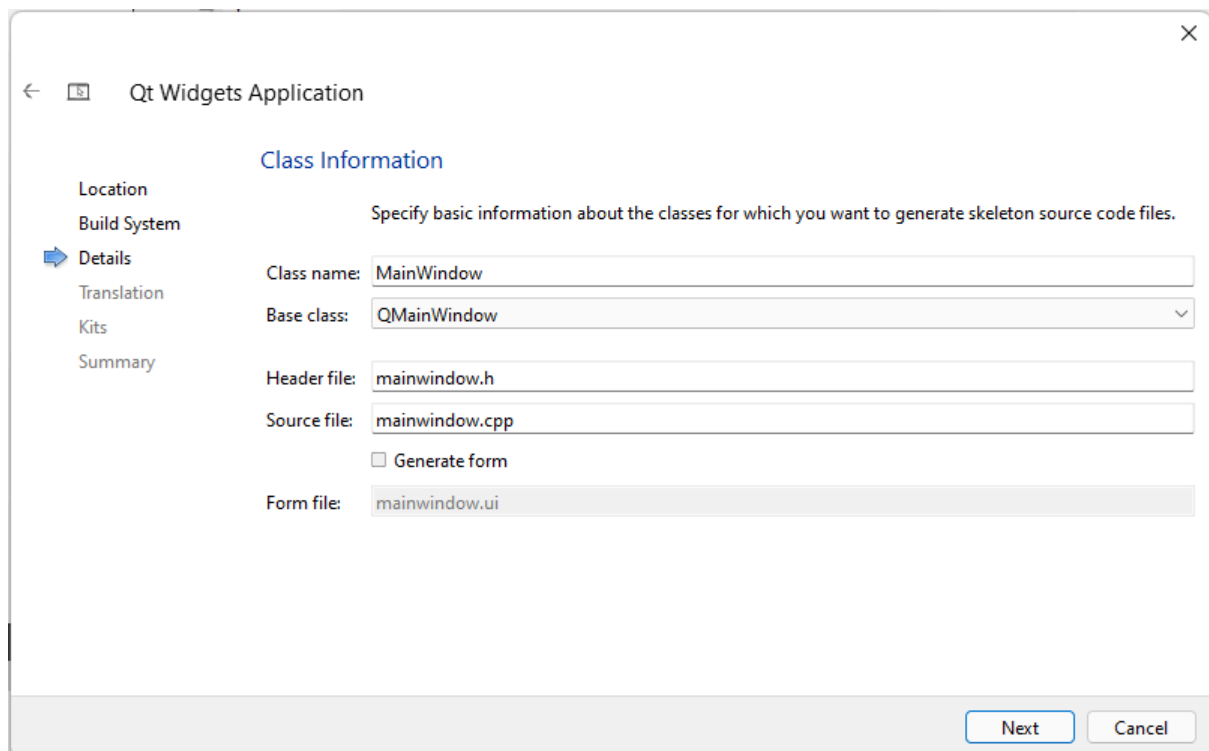 Qt Widgets Application
Class Information
Location
Build System
Details
Translation
Kits
Summary
Specify basic information about the classes for which you want to generate skeleton source code files.
Class name: MainWindow
Base class: QMainWindow
Header file: mainwindow.h
Source file: mainwindow.cpp
Generate form
Form file: mainwindow.ui
Next Cancel